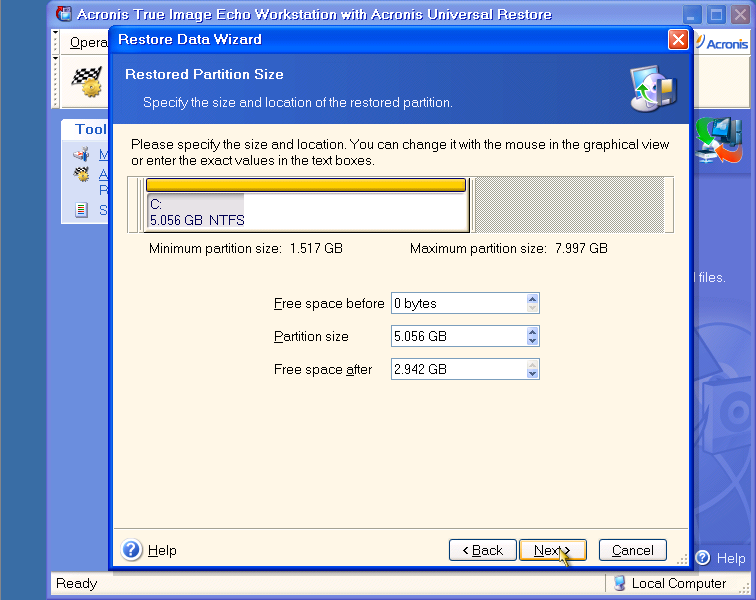 Acronis True Image Echo Workstation with Acronis Universal Restore
Opera
Acronis
Restore Data Wizard
Restored Partition Size
Specify the size and location of the restored partition.
Tool
M
A
R
S
Please specify the size and location. You can change it with the mouse in the graphical view
or enter the exact values in the text boxes.
C:
5.056 GB NTFS
Minimum partition size: 1.517 GB
Maximum partition size: 7.997 GB
l files.
Free space before 0 bytes
Partition size 5.056 GB
Free space after 2.942 GB
Help
< Back
Next >
Cancel
Help
Ready
Local Computer